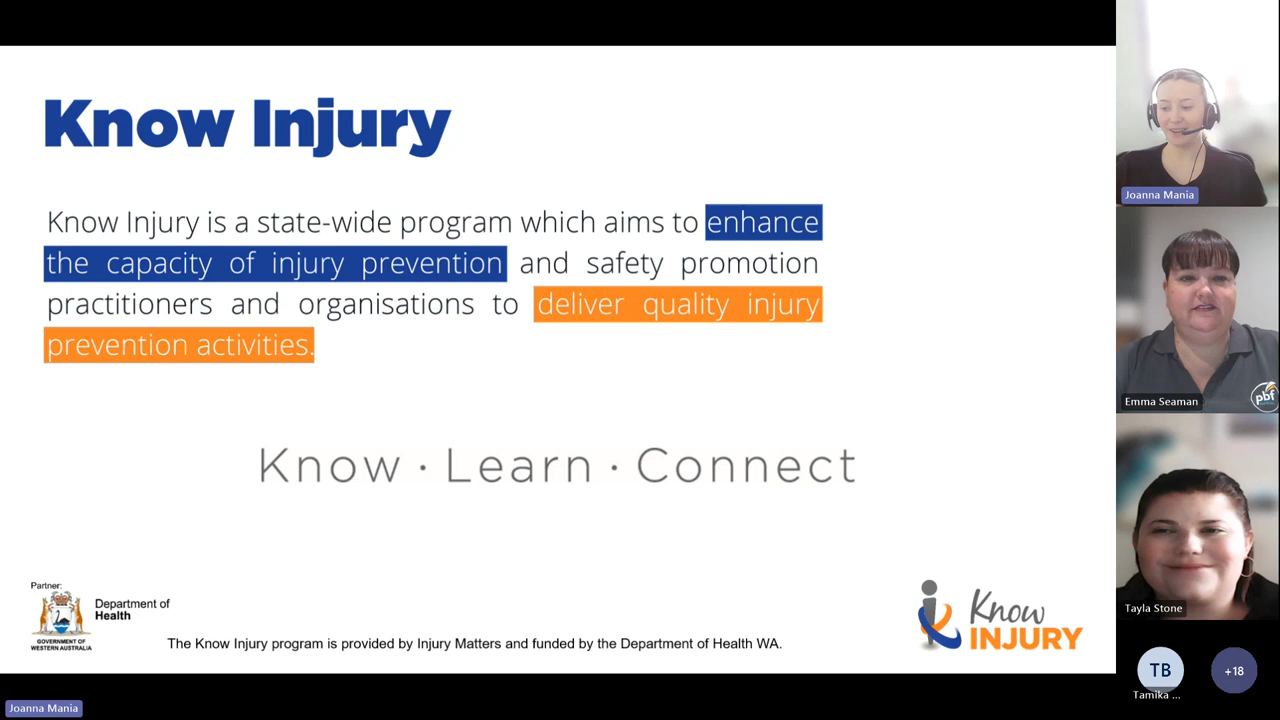 Know Injury
Know Injury is a state-wide program which aims to enhance
the capacity of injury prevention and safety promotion
practitioners and organisations to deliver quality injury
prevention activities.
Know · Learn · Connect
Partner:
Department of
Health
GOVERNMENT OF
WESTERN AUSTRALIA
The Know Injury program is provided by Injury Matters and funded by the Department of Health WA.
Know
INJURY
Joanna Mania
Joanna Mania
pbf
Emma Seaman
Tayla Stone
TB
Tamika ...
+18